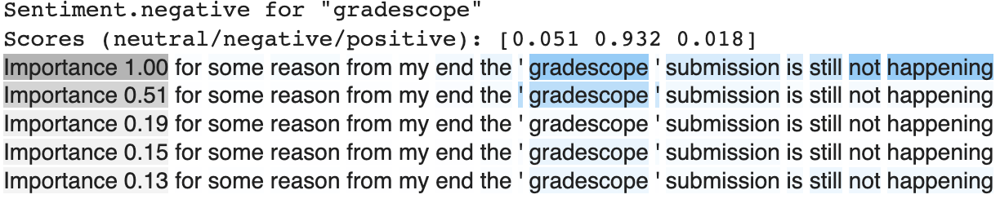 Sentiment.negative for "gradescope"
Scores (neutral/negative/positive): [0.051 0.932 0.018]
Importance 1.00 for some reason from my end the ' gradescope ' submission is still not happening
Importance 0.51 for some reason from my end the ' gradescope ' submission is still not happening
Importance 0.19 for some reason from my end the ' gradescope ' submission is still not happening
Importance 0.15 for some reason from my end the ' gradescope ' submission is still not happening
Importance 0.13 for some reason from my end the ' gradescope ' submission is still not happening